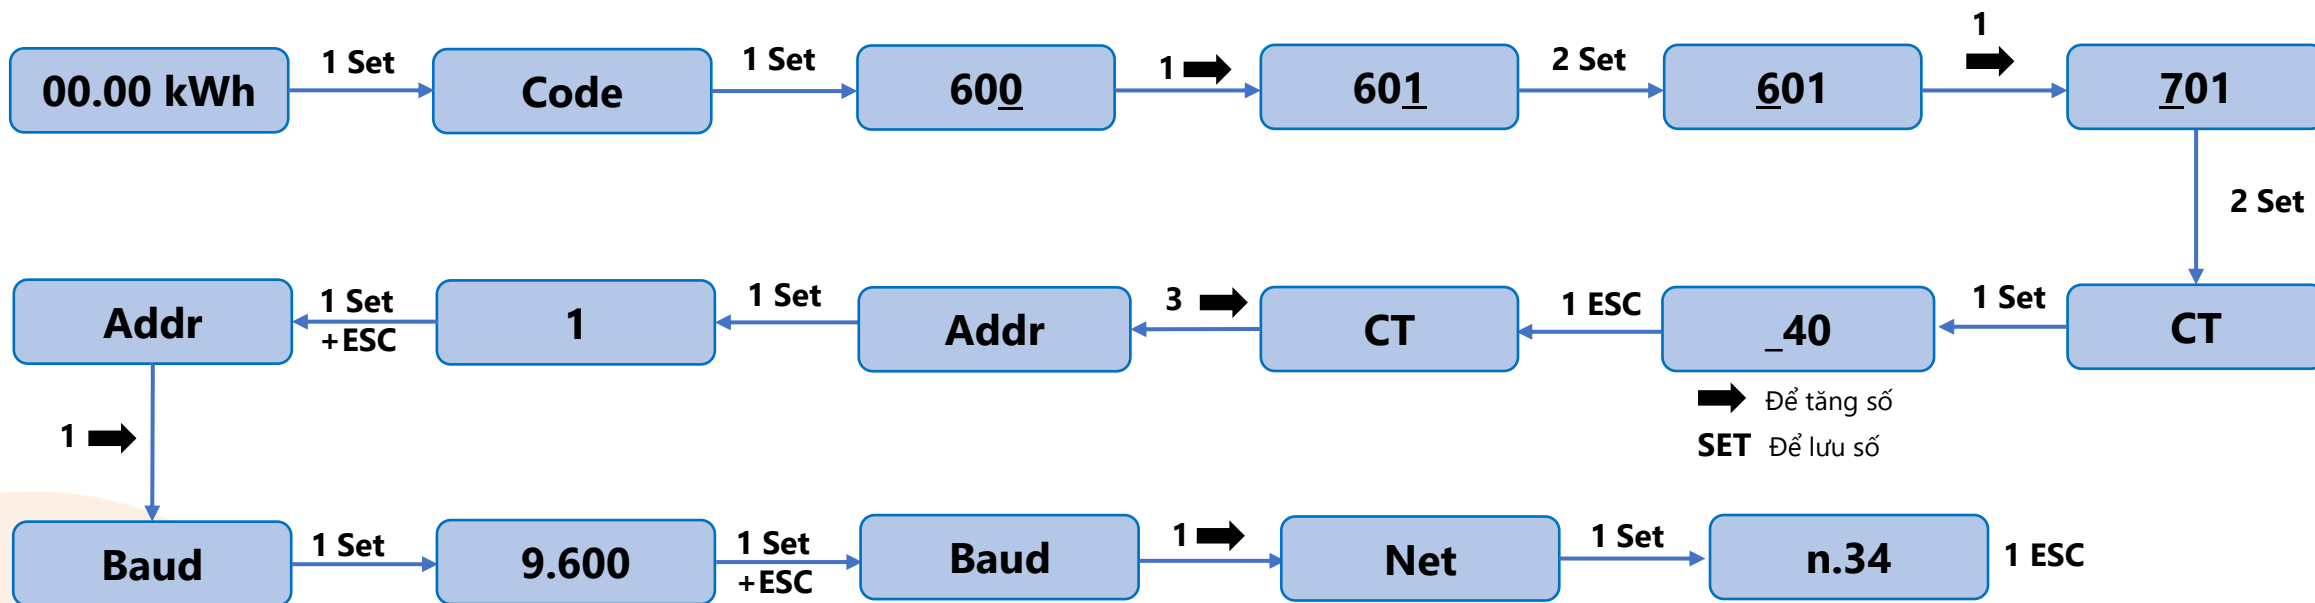 00.00 kWh
1 Set
Code
1 Set
600
1
601
2 Set
601
1
701
2 Set
CT
1 Set
_40
1 ESC
CT
3
Addr
1 Set
1
1 Set
+ESC
Addr
Để tăng số
SET Để lưu số
1
Baud
1 Set
9.600
1 Set
+ESC
Baud
1
Net
1 Set
n.34
1 ESC